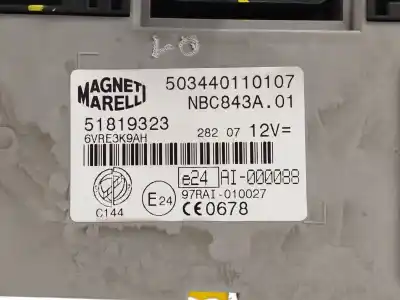 MAGNETI MARELLI
503440110107
NBC843A.01
51819323
282 07 12V=
6VRE3K9AH
e24 AI-000088
E24
97RAI-010027
C144
CE0678